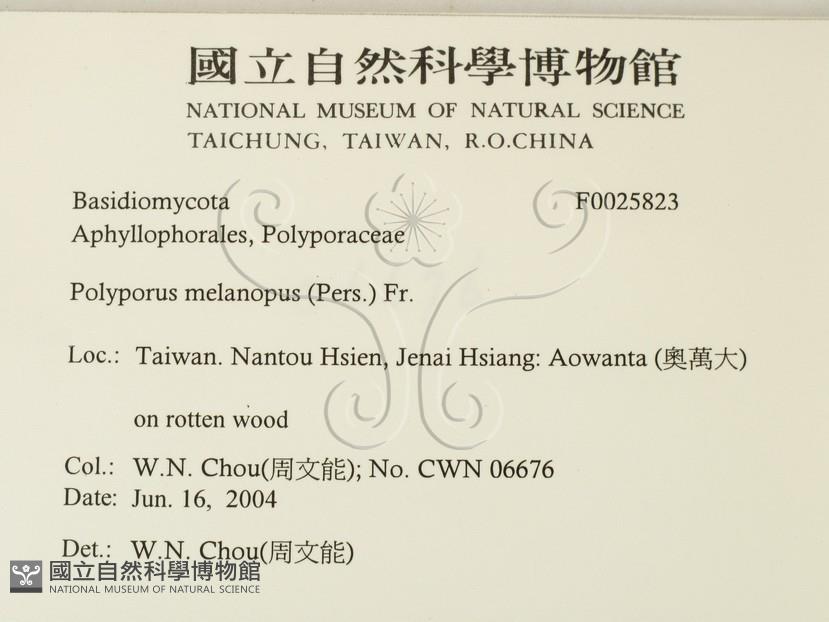 國立自然科學博物館
NATIONAL MUSEUM OF NATURAL SCIENCE
TAICHUNG, TAIWAN, R.O.CHINA
Basidiomycota F0025823
Aphyllophorales, Polyporaceae
Polyporus melanopus (Pers.) Fr.
Loc.: Taiwan. Nantou Hsien, Jenai Hsiang: Aowanta (奧萬大)
on rotten wood
Col.: W.N. Chou(周文能); No. CWN 06676
Date: Jun. 16, 2004
Det.: W.N. Chou(周文能)
國立自然科學博物館
NATIONAL MUSEUM OF NATURAL SCIENCE